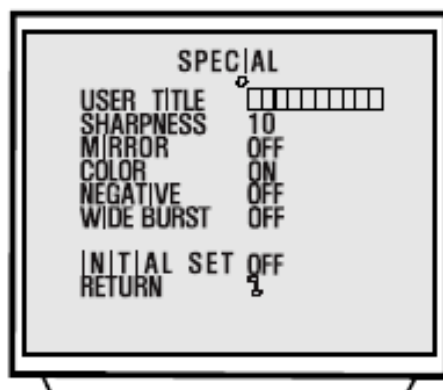 SPECIAL
USER TITLE
SHARPNESS 10
MIRROR OFF
COLOR ON
NEGATIVE OFF
WIDE BURST OFF
INITIAL SET OFF
RETURN